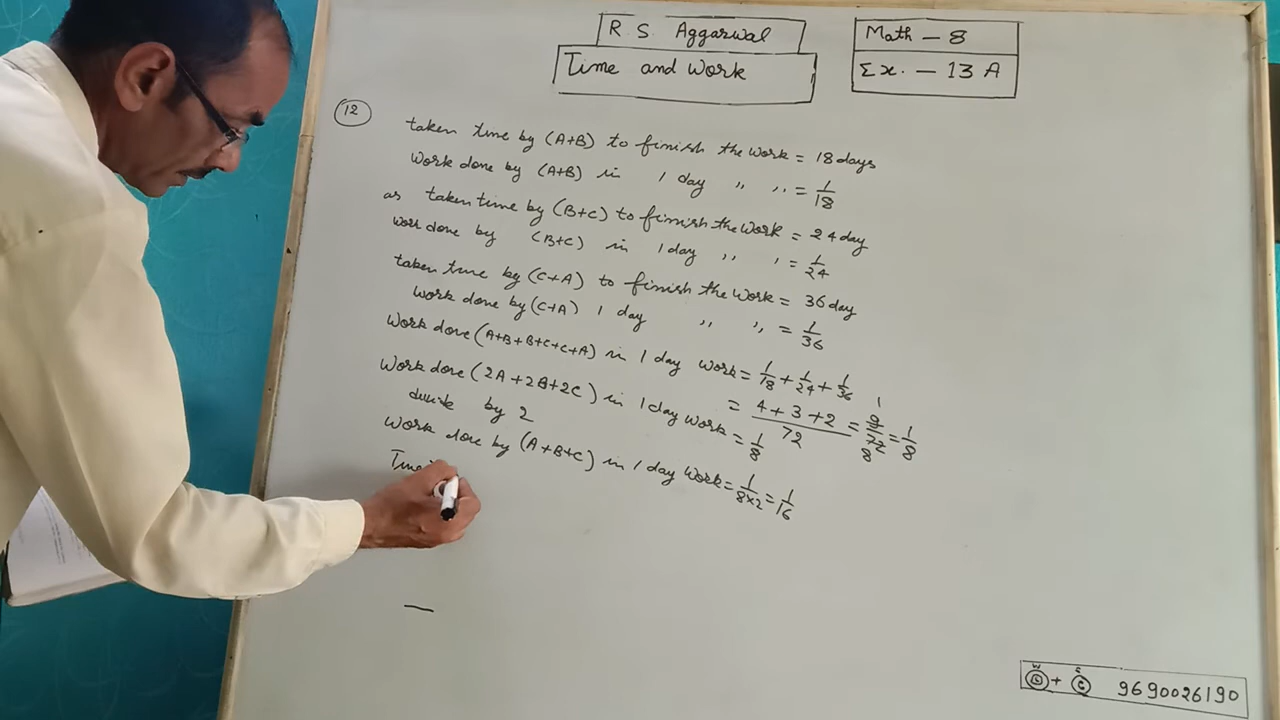 R S. Aggarwal
Time and Work
Math - 8
Ex. - 13 A
12
taken time by (A+B) to finish the work = 18 days
Work done by (A+B) in 1 day " " = 1/18
as taken time by (B+C) to finish the work = 24 day
work done by (B+C) in 1 day " " = 1/24
taken time by (C+A) to finish the work = 36 day
Work done by (C+A) 1 day " " = 1/36
Work done (A+B+B+C+C+A) in 1 day work = 1/18 + 1/24 + 1/36
= 4+3+2/72 = 9/72 = 1/8
1
8
Work done (2A+2B+2C) in 1 day work = 1/8
divide by 2
Work done by (A+B+C) in 1 day work = 1/8×2 = 1/16
Time
W S
+ C 9690026190